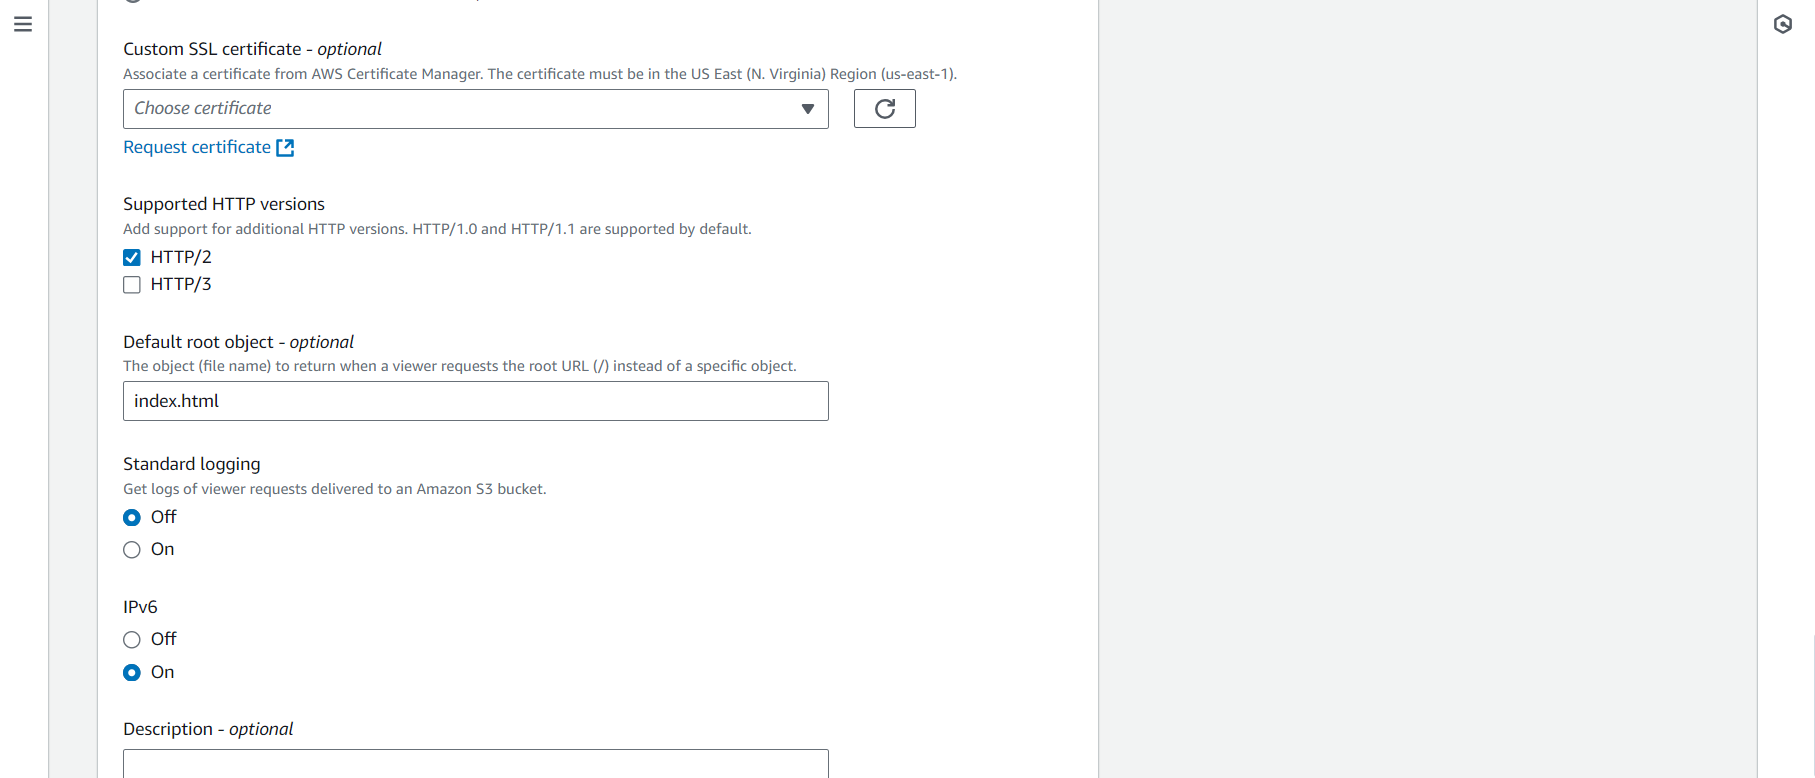 Custom SSL certificate - optional
Associate a certificate from AWS Certificate Manager. The certificate must be in the US East (N. Virginia) Region (us-east-1).
Choose certificate
Request certificate
Supported HTTP versions
Add support for additional HTTP versions. HTTP/1.0 and HTTP/1.1 are supported by default.
HTTP/2
HTTP/3
Default root object - optional
The object (file name) to return when a viewer requests the root URL (/) instead of a specific object.
index.html
Standard logging
Get logs of viewer requests delivered to an Amazon S3 bucket.
Off
On
IPv6
Off
On
Description - optional